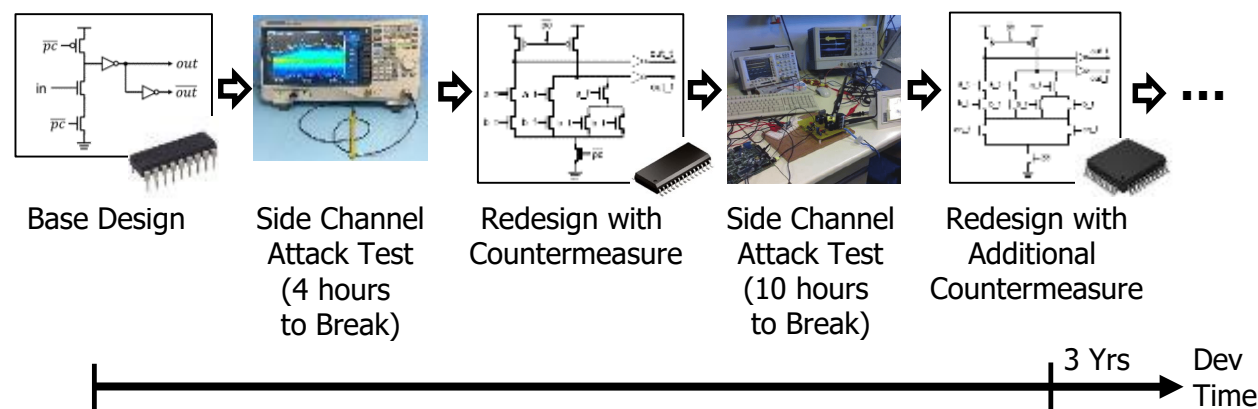 p̅c̅
in
p̅c̅
out
o̅u̅t̅
Base Design
Side Channel
Attack Test
(4 hours
to Break)
Redesign with
Countermeasure
Side Channel
Attack Test
(10 hours
to Break)
Redesign with
Additional
Countermeasure
...
3 Yrs
Dev
Time